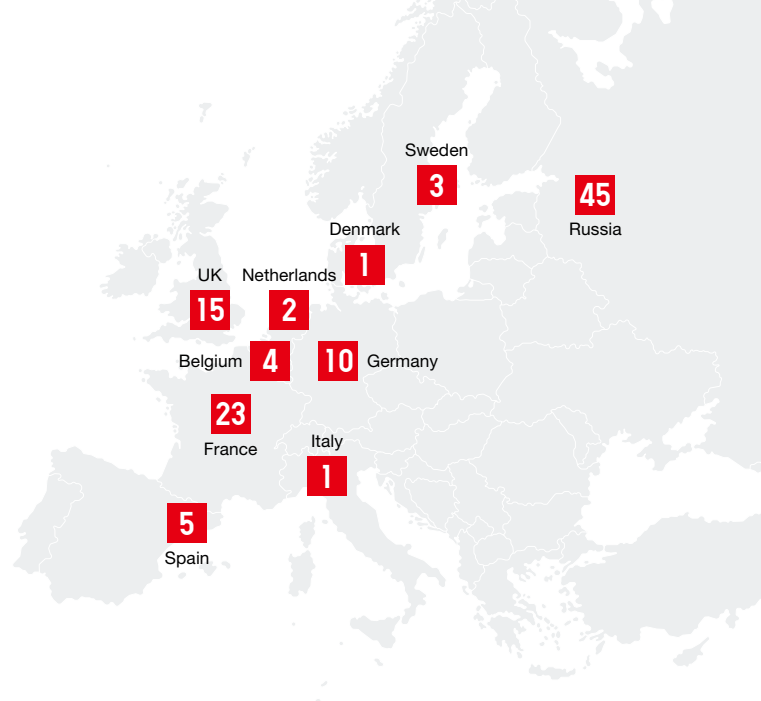 Sweden
3
45
Russia
Denmark
1
UK
15
Netherlands
2
Belgium
4
10
Germany
23
France
Italy
1
5
Spain